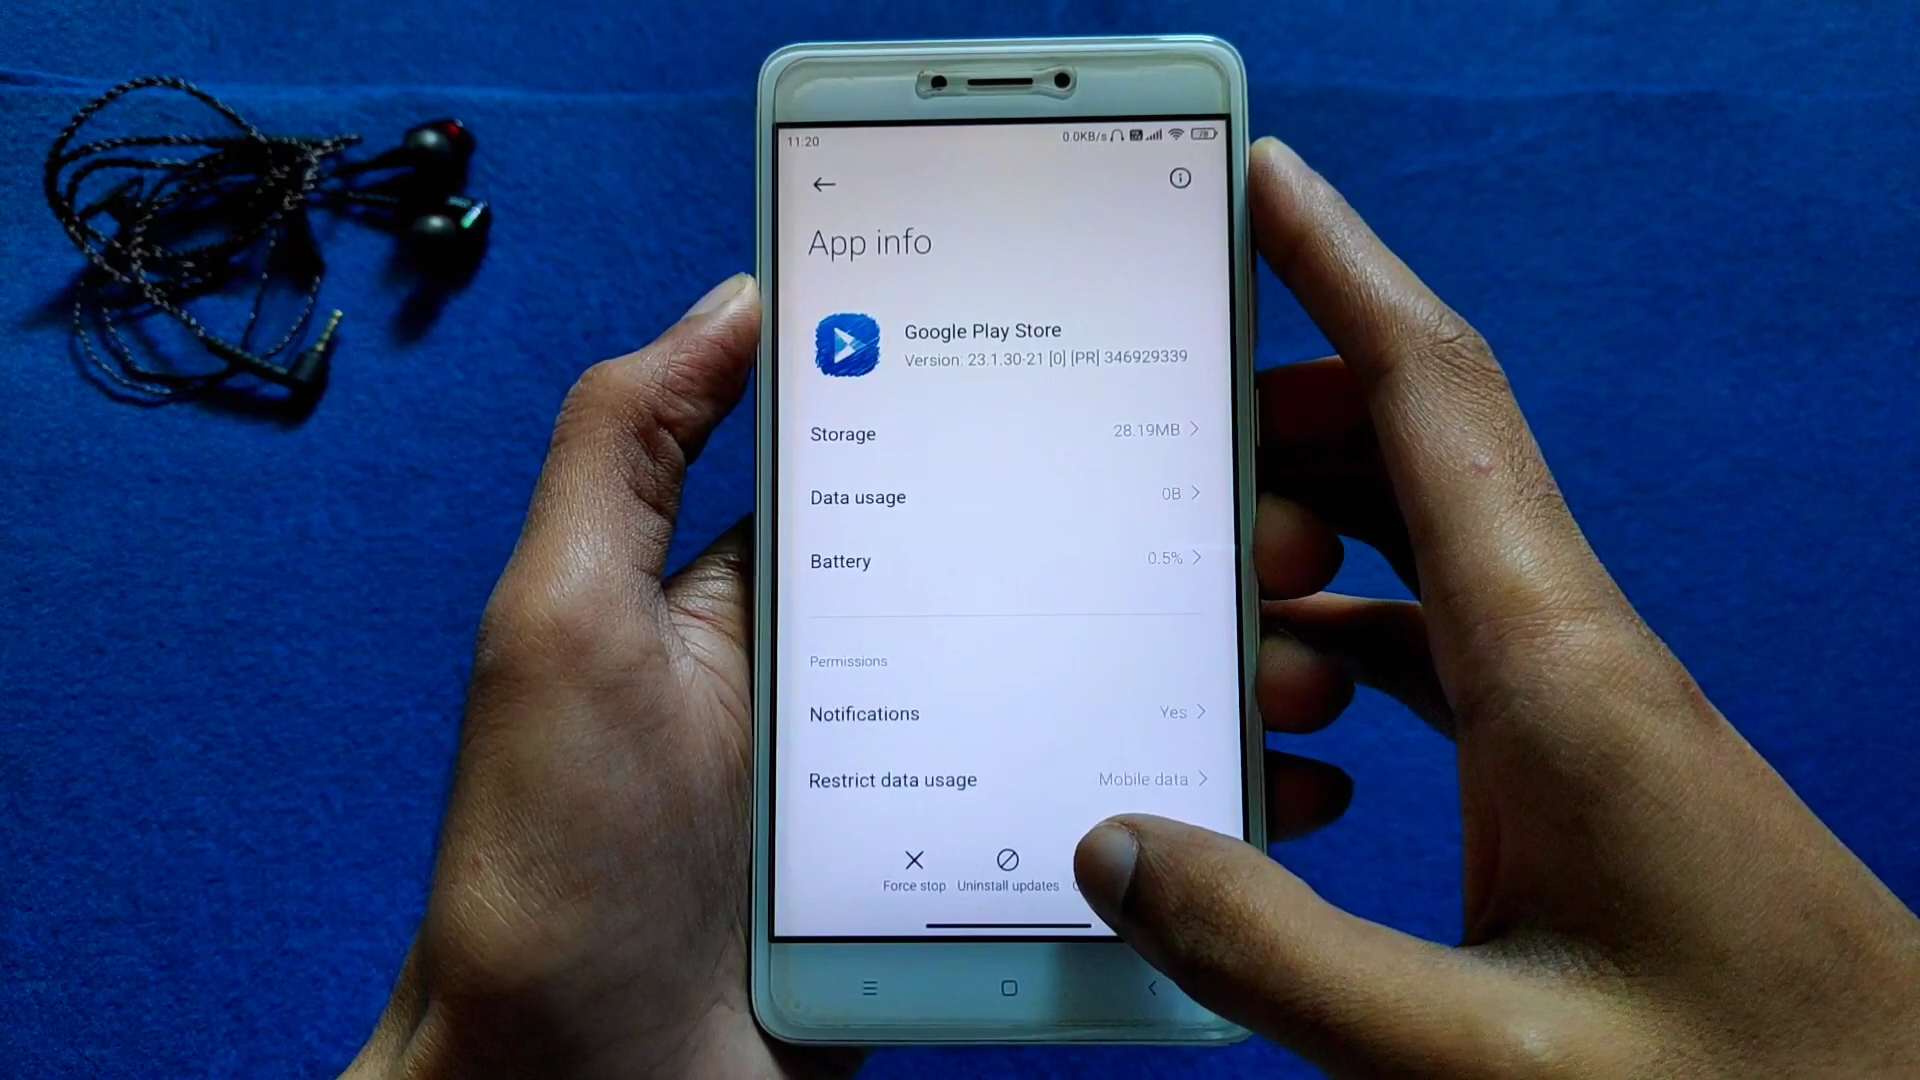 11:20
0.0KB/s
App info
Google Play Store
Version: 23.1.30-21 [0] [PR] 346929339
Storage
28.19MB
Data usage
0B
Battery
0.5%
Permissions
Notifications
Yes
Restrict data usage
Mobile data
Force stop
Uninstall updates